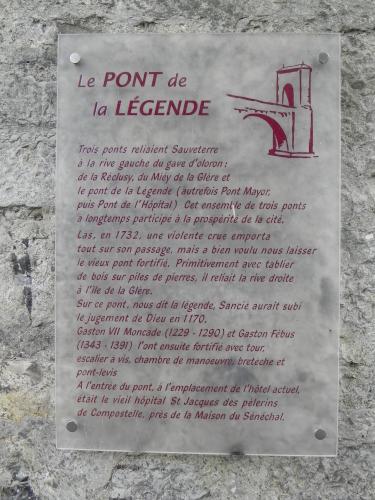 Le PONT de
la LÉGENDE
Trois ponts reliaient Sauveterre
à la rive gauche du gave d'oloron :
de la Réclusy, du Miéy de la Glère et
le pont de la Légende (autrefois Pont Mayor,
puis Pont de l'Hôpital) Cet ensemble de trois ponts
a longtemps participé à la prospérité de la cité.
Las, en 1732, une violente crue emporta
tout sur son passage, mais a bien voulu nous laisser
le vieux pont fortifié. Primitivement avec tablier
de bois sur piles de pierres, il reliait la rive droite
à l'île de la Glère.
Sur ce pont, nous dit la légende, Sancie aurait subi
le jugement de Dieu en 1170.
Gaston VII Moncade (1229 - 1290) et Gaston Fébus
(1343 - 1391) l'ont ensuite fortifié avec tour,
escalier à vis, chambre de manoeuvre, bretèche et
pont-levis
A l'entrée du pont, à l'emplacement de l'hôtel actuel,
était le vieil hôpital St Jacques des pélerins
de Compostelle, près de la Maison du Sénéchal.